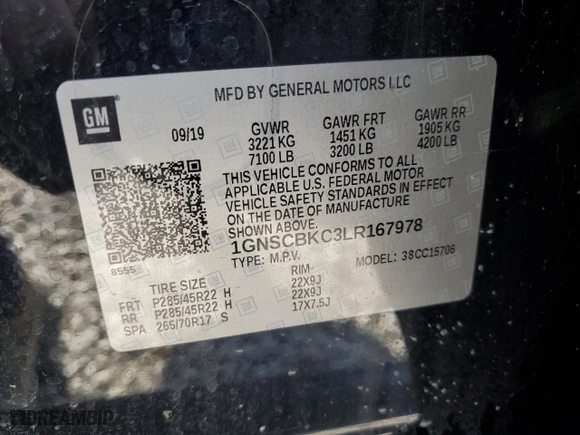 MFD BY GENERAL MOTORS LLC
GM
09/19 GVWR GAWR FRT GAWR RR
3221 KG 1451 KG 1905 KG
7100 LB 3200 LB 4200 LB
THIS VEHICLE CONFORMS TO ALL
APPLICABLE U.S. FEDERAL MOTOR
VEHICLE SAFETY STANDARDS IN EFFECT
ON THE DATE OF MANUFACTURE
SHOWN ABOVE.
8555 1GNSCBKC3LR167978
TYPE: M.P.V. MODEL: 38CC15706
TIRE SIZE RIM
FRT P285/45R22 H 22X9J
RR P285/45R22 H 22X9J
SPA 265/70R17 S 17X7.5J
DREAMBID